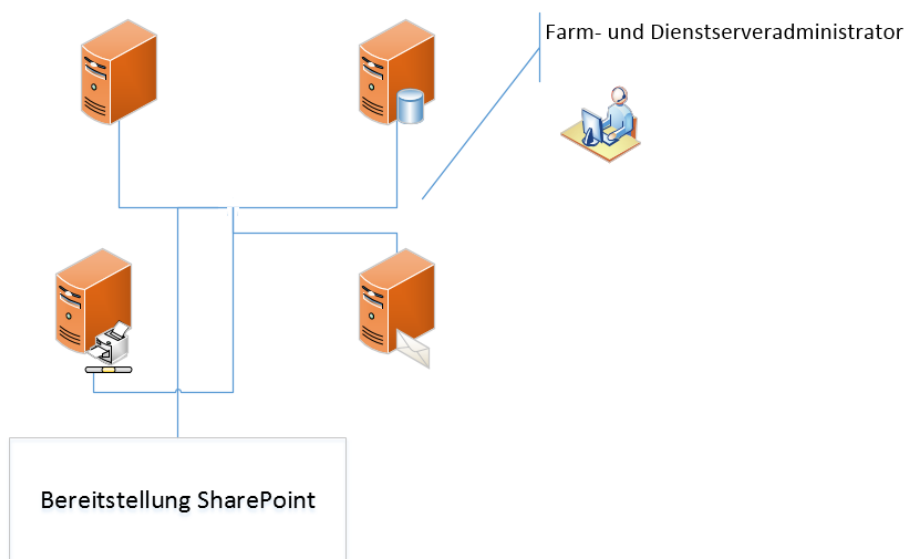 Farm- und Dienstserveradministrator
Bereitstellung SharePoint